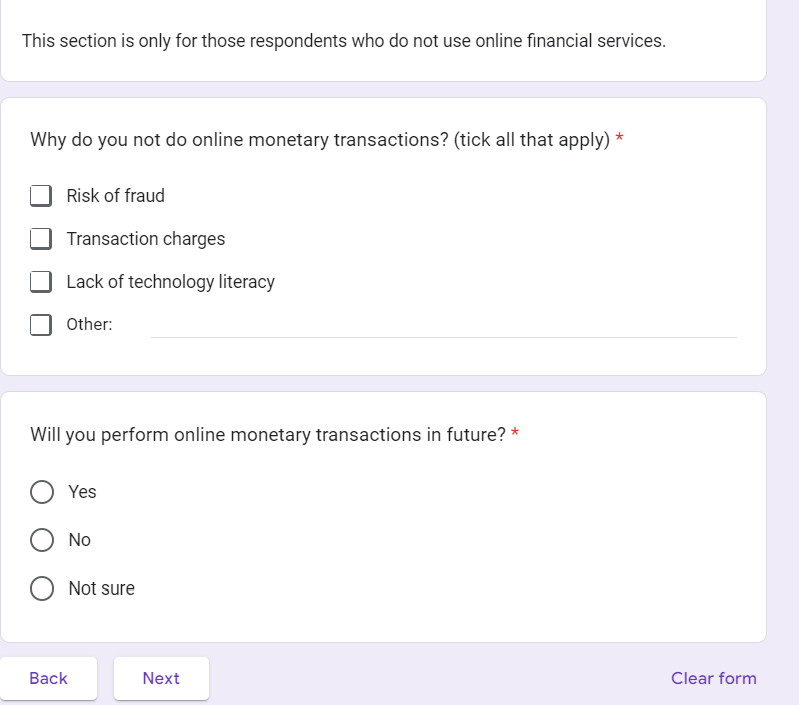 This section is only for those respondents who do not use online financial services.
Why do you not do online monetary transactions? (tick all that apply) *
Risk of fraud
Transaction charges
Lack of technology literacy
Other:
Will you perform online monetary transactions in future? *
Yes
No
Not sure
Back Next Clear form